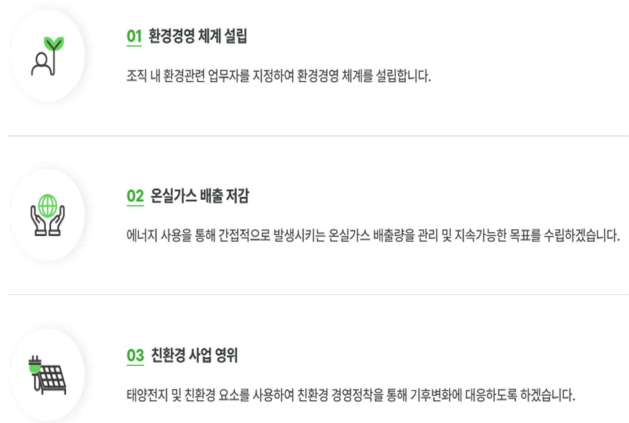 01 환경경영 체계 설립
조직 내 환경관련 업무자를 지정하여 환경경영 체계를 설립합니다.
02 온실가스 배출 저감
에너지 사용을 통해 간접적으로 발생시키는 온실가스 배출량을 관리 및 지속가능한 목표를 수립하겠습니다.
03 친환경 사업 영위
태양전지 및 친환경 요소를 사용하여 친환경 경영정착을 통해 기후변화에 대응하도록 하겠습니다.